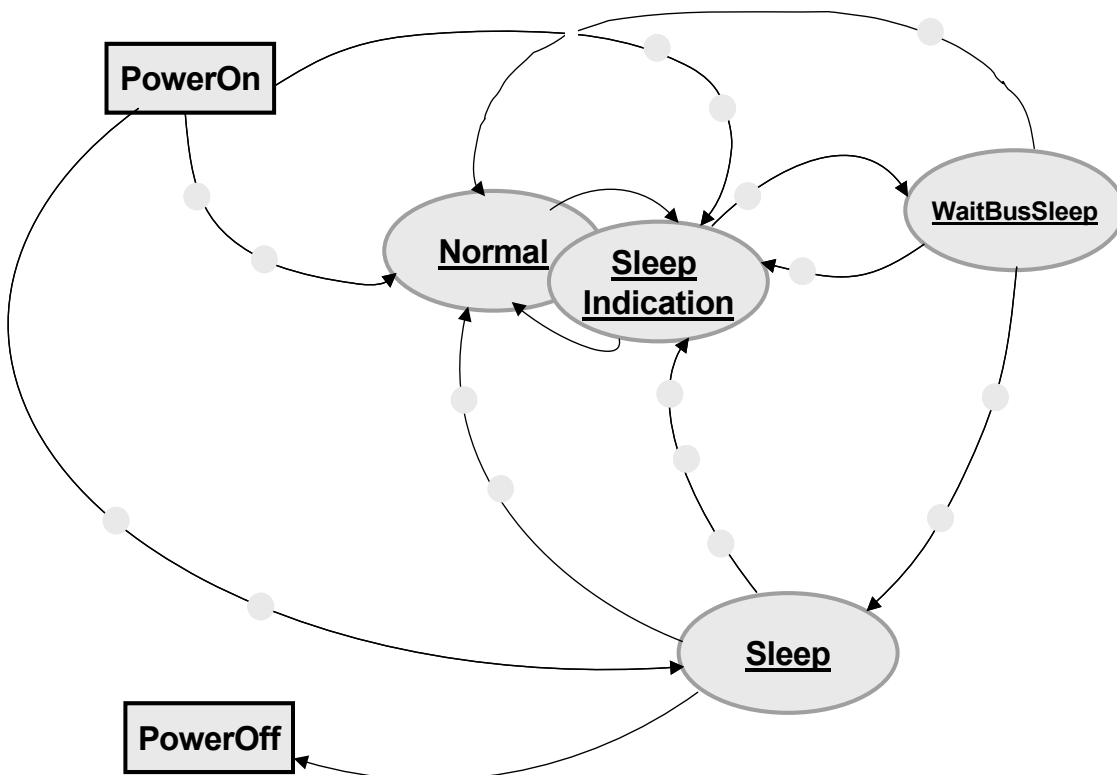 PowerOn
Normal
Sleep
Indication
WaitBusSleep
Sleep
PowerOff